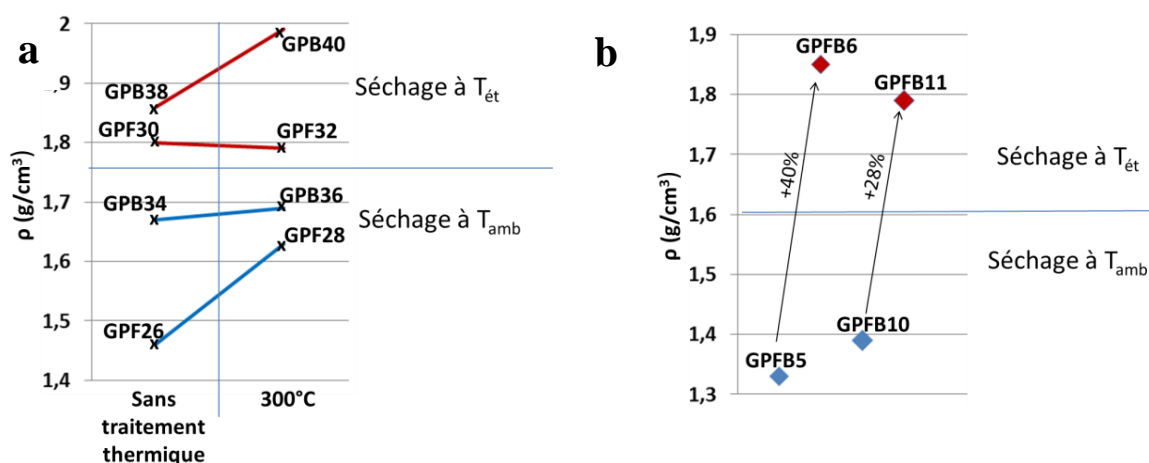 a
ρ (g/cm³)
2
,9
1,8
1,7
1,6
1,5
1,4
GPB40
GPB38
GPF30
GPF32
GPB34
GPB36
GPF28
GPF26
Séchage à Tét
Séchage à Tamb
Sans
traitement
thermique
300°C
b
ρ (g/cm³)
1,9
1,8
1,7
1,6
1,5
1,4
1,3
GPFB6
GPFB11
+40%
+28%
GPFB10
GPFB5
Séchage à Tét
Séchage à Tamb